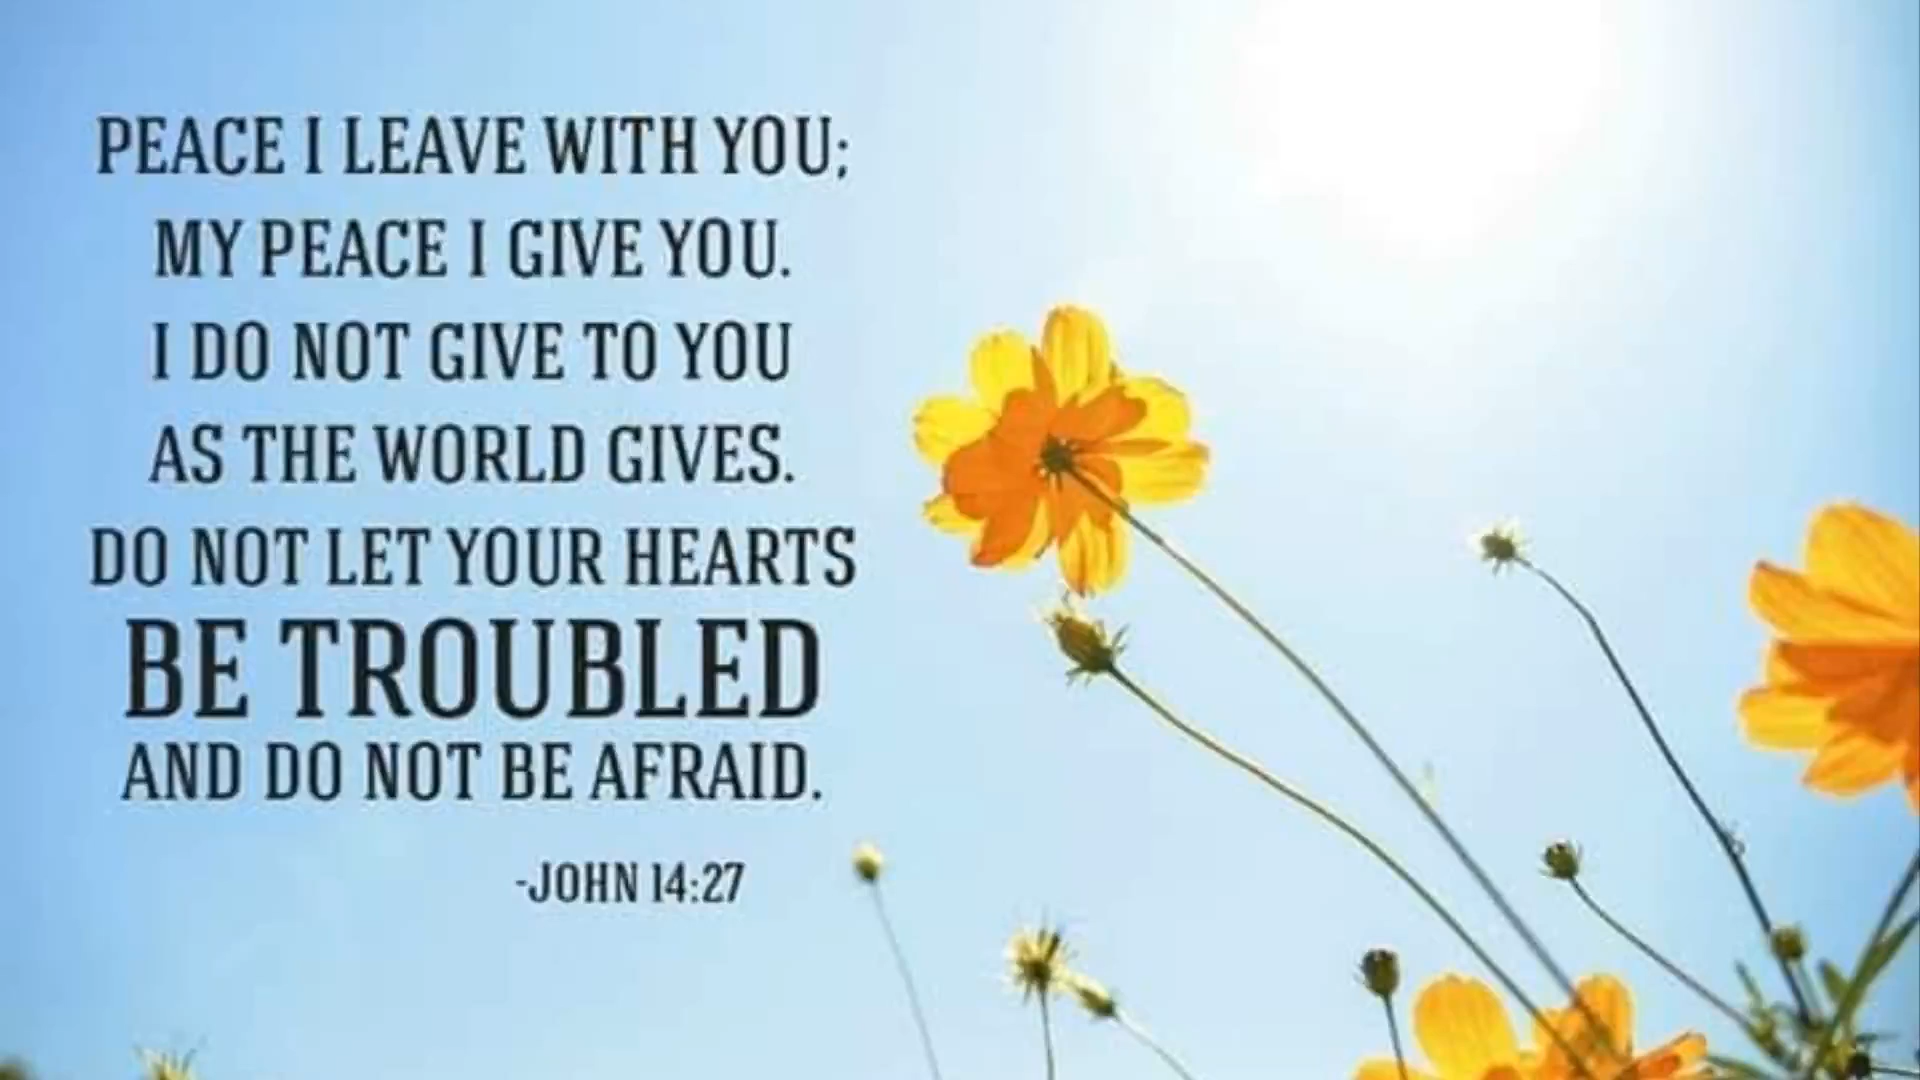 PEACE I LEAVE WITH YOU;
MY PEACE I GIVE YOU.
I DO NOT GIVE TO YOU
AS THE WORLD GIVES.
DO NOT LET YOUR HEARTS
BE TROUBLED
AND DO NOT BE AFRAID.
-JOHN 14:27